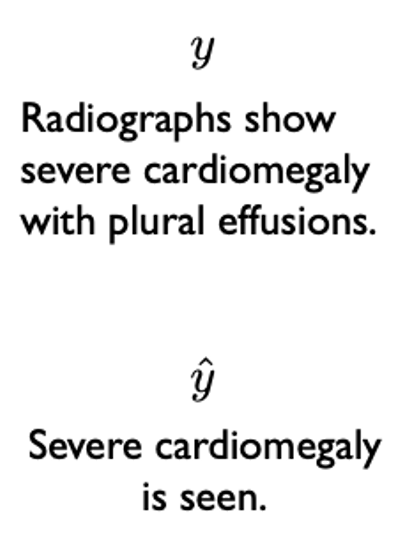 y
Radiographs show
severe cardiomegaly
with plural effusions.
ŷ
Severe cardiomegaly
is seen.